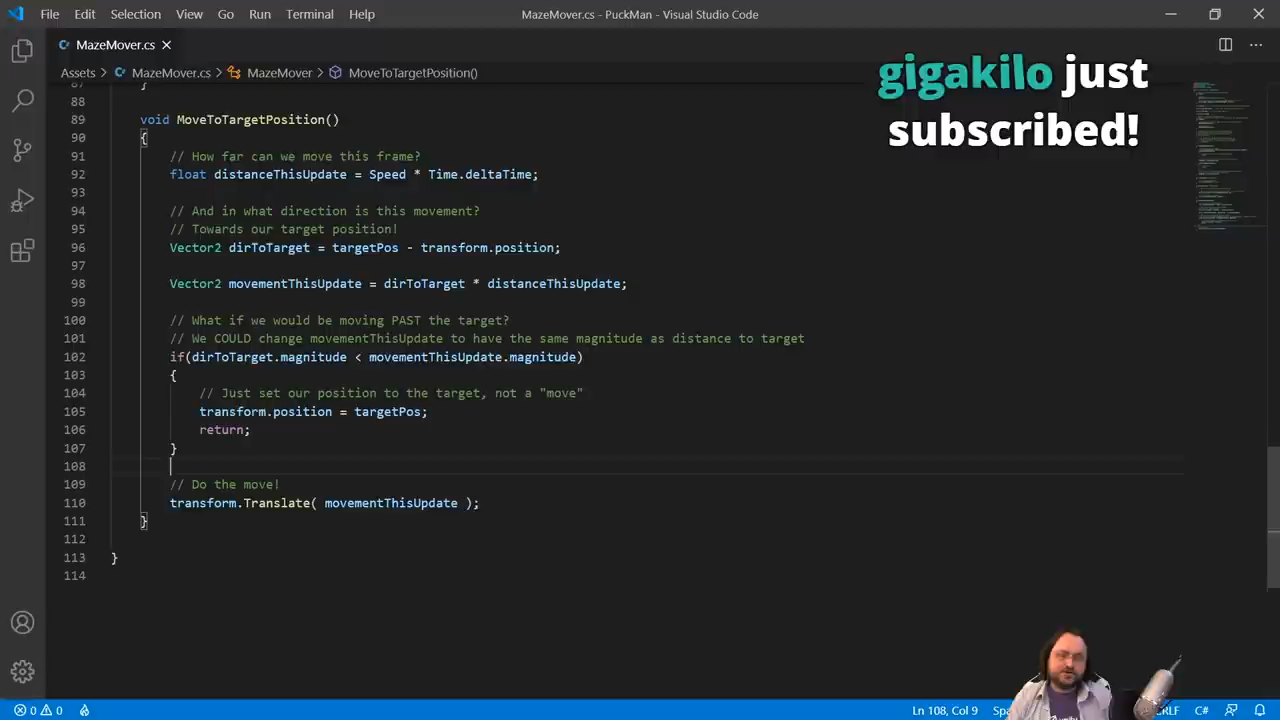 File Edit Selection View Go Run Terminal Help
MazeMover.cs - PuckMan - Visual Studio Code
MazeMover.cs
gigakilo just
subscribed!
Assets > MazeMover.cs > MazeMover > MoveToTargetPosition()
87 }
88
89 void MoveToTargetPosition()
90 {
91 // How far can we move this frame?
92 float distanceThisUpdate = Speed * Time.deltaTime;
93
94 // And in what direction is this movement?
95 // Towards our target position!
96 Vector2 dirToTarget = targetPos - transform.position;
97
98 Vector2 movementThisUpdate = dirToTarget * distanceThisUpdate;
99
100 // What if we would be moving PAST the target?
101 // We COULD change movementThisUpdate to have the same magnitude as distance to target
102 if(dirToTarget.magnitude < movementThisUpdate.magnitude)
103 {
104 // Just set our position to the target, not a "move"
105 transform.position = targetPos;
106 return;
107 }
108
109 // Do the move!
110 transform.Translate( movementThisUpdate );
111 }
112
113 }
114
0 0 Ln 108, Col 9 C#